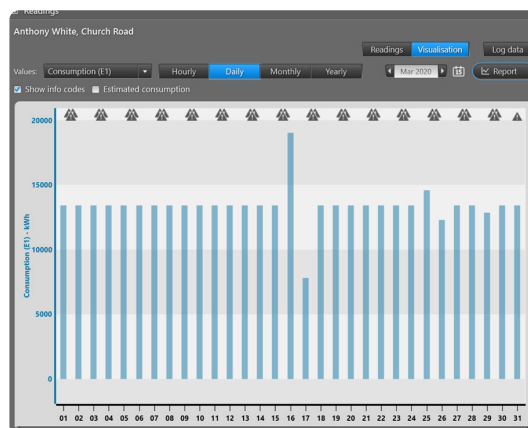 Readings
Anthony White, Church Road
Readings Visualisation Log data
Values: Consumption (E1) Hourly Daily Monthly Yearly Mar 2020 15 Report
Show info codes Estimated consumption
Consumption (E1) - kWh
20000
15000
10000
5000
0
01 02 03 04 05 06 07 08 09 10 11 12 13 14 15 16 17 18 19 20 21 22 23 24 25 26 27 28 29 30 31